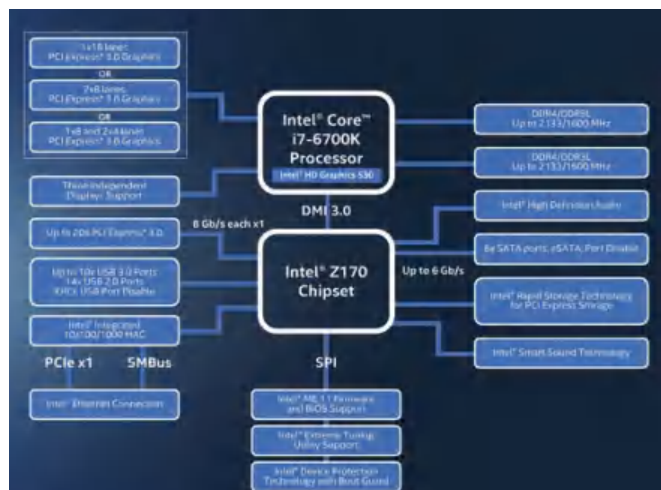 1x16 lanes
PCI Express* 3.0 Graphics
OR
2x8 lanes
PCI Express* 3.0 Graphics
OR
1x8 and 2x4 lanes
PCI Express* 3.0 Graphics
Intel® Core™
i7-6700K
Processor
Intel® HD Graphics 530
DDR4/DDR3L
Up to 2133/1600 MHz
DDR4/DDR3L
Up to 2133/1600 MHz
Three Independent
Displays Support
DMI 3.0
Intel® High Definition Audio
Up to 20x PCI Express* 3.0
8 Gb/s each x1
Intel® Z170
Chipset
Up to 6 Gb/s
6x SATA ports, eSATA; Port Disable
Up to 10x USB 3.0 Ports
14x USB 2.0 Ports
XHCI; USB Port Disable
Intel® Rapid Storage Technology
for PCI Express Storage
Intel® Integrated
10/100/1000 MAC
Intel® Smart Sound Technology
PCIe x1
SMBus
SPI
Intel® Ethernet Connection
Intel® ME 11 Firmware
and BIOS Support
Intel® Extreme Tuning
Utility Support
Intel® Device Protection
Technology with Boot Guard